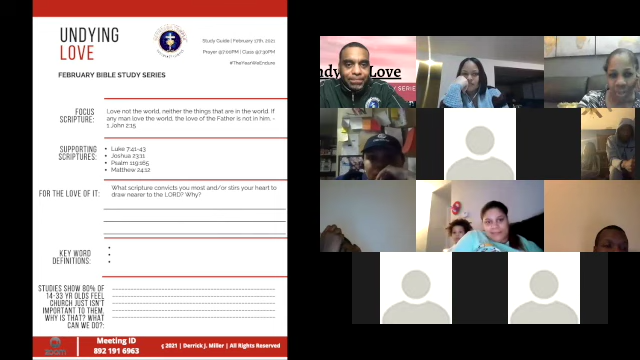 UNDYING
LOVE
Study Guide | February 17th, 2021
Prayer @7:00PM | Class @7:30PM
#TheYearWeEndure
FEBRUARY BIBLE STUDY SERIES
FOCUS
SCRIPTURE:
Love not the world, neither the things that are in the world. If
any man love the world, the love of the Father is not in him. -
1 John 2:15
SUPPORTING
SCRIPTURES:
• Luke 7:41-43
• Joshua 23:11
• Psalm 119:165
• Matthew 24:12
FOR THE LOVE OF IT:
What scripture convicts you most and/or stirs your heart to
draw nearer to the LORD? Why?
KEY WORD
DEFINITIONS:
STUDIES SHOW 80% OF
14-33 YR OLDS FEEL
CHURCH JUST ISN'T
IMPORTANT TO THEM.
WHY IS THAT? WHAT
CAN WE DO?:
zoom
Meeting ID
892 191 6963
© 2021 | Derrick J. Miller | All Rights Reserved
Love